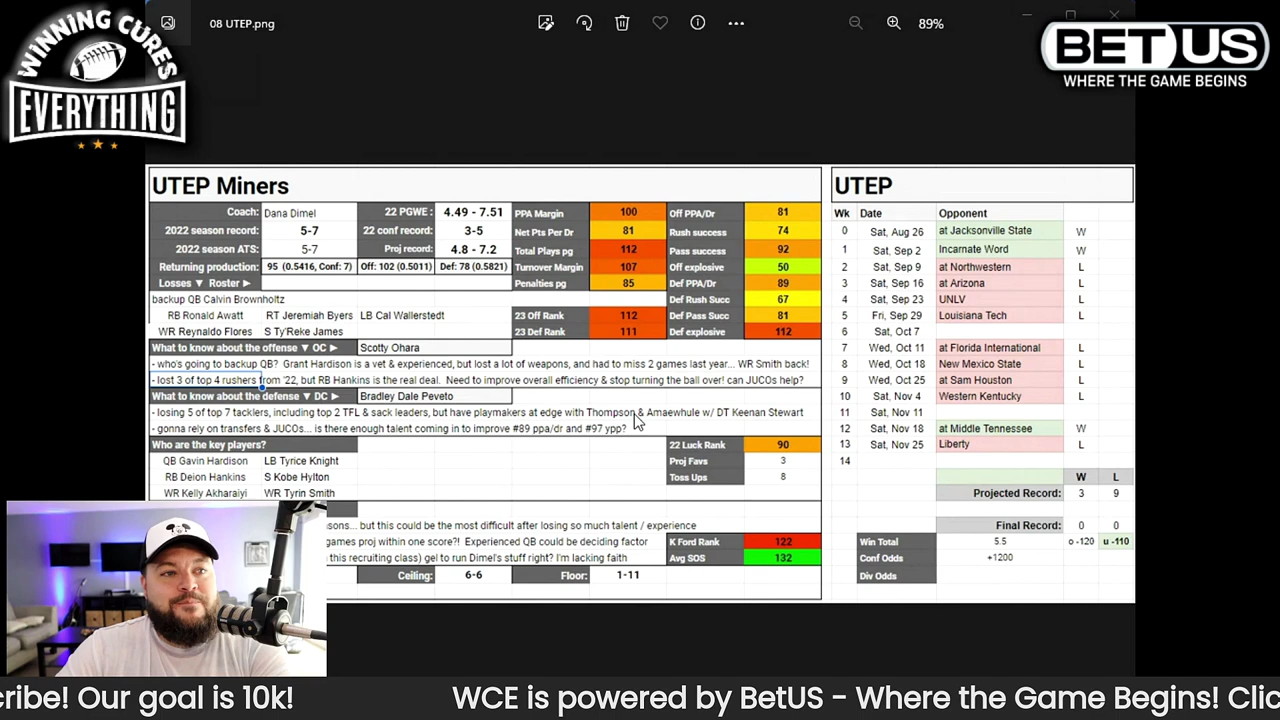 08 UTEP.png
89%
WINNING CURES
EVERYTHING
BETUS
WHERE THE GAME BEGINS
UTEP Miners
Coach: Dana Dimel 22 PGWE : 4.49 - 7.51 PPA Margin 100 Off PPA/Dr 81
2022 season record: 5-7 22 conf record: 3-5 Net Pts Per Dr 81 Rush success 74
2022 season ATS: 5-7 Proj record: 4.8 - 7.2 Total Plays pg 112 Pass success 92
Returning production: 95 (0.5416, Conf: 7) Off: 102 (0.5011) Def: 78 (0.5821) Turnover Margin 107 Off explosive 50
Losses ▼ Roster ► Penalties pg 85 Def PPA/Dr 89
backup QB Calvin Brownholtz Def Rush Succ 67
RB Ronald Awatt RT Jeremiah Byers LB Cal Wallerstedt 23 Off Rank 112 Def Pass Succ 81
WR Reynaldo Flores S Ty'Reke James 23 Def Rank 111 Def explosive 112
What to know about the offense ▼ OC ► Scotty Ohara
- who's going to backup QB? Grant Hardison is a vet & experienced, but lost a lot of weapons, and had to miss 2 games last year... WR Smith back!
- lost 3 of top 4 rushers from '22, but RB Hankins is the real deal. Need to improve overall efficiency & stop turning the ball over! can JUCOs help?
What to know about the defense ▼ DC ► Bradley Dale Peveto
- losing 5 of top 7 tacklers, including top 2 TFL & sack leaders, but have playmakers at edge with Thompson & Amaewhule w/ DT Keenan Stewart
- gonna rely on transfers & JUCOs... is there enough talent coming in to improve #89 ppa/dr and #97 ypp?
Who are the key players? 22 Luck Rank 90
QB Gavin Hardison LB Tyrice Knight Proj Favs 3
RB Deion Hankins S Kobe Hylton Toss Ups 8
WR Kelly Akharaiyi WR Tyrin Smith
sons... but this could be the most difficult after losing so much talent / experience
games proj within one score?! Experienced QB could be deciding factor K Ford Rank 122
this recruiting class) gel to run Dimel's stuff right? I'm lacking faith Avg SOS 132
Ceiling: 6-6 Floor: 1-11
UTEP
Wk Date Opponent
0 Sat, Aug 26 at Jacksonville State W
1 Sat, Sep 2 Incarnate Word W
2 Sat, Sep 9 at Northwestern L
3 Sat, Sep 16 at Arizona L
4 Sat, Sep 23 UNLV L
5 Fri, Sep 29 Louisiana Tech L
6 Sat, Oct 7
7 Wed, Oct 11 at Florida International L
8 Wed, Oct 18 New Mexico State L
9 Wed, Oct 25 at Sam Houston L
10 Sat, Nov 4 Western Kentucky L
11 Sat, Nov 11
12 Sat, Nov 18 at Middle Tennessee W
13 Sat, Nov 25 Liberty L
14
W L
Projected Record: 3 9
Final Record: 0 0
Win Total 5.5 o -120 u -110
Conf Odds +1200
Div Odds
cribe! Our goal is 10k! WCE is powered by BetUS - Where the Game Begins! Clic